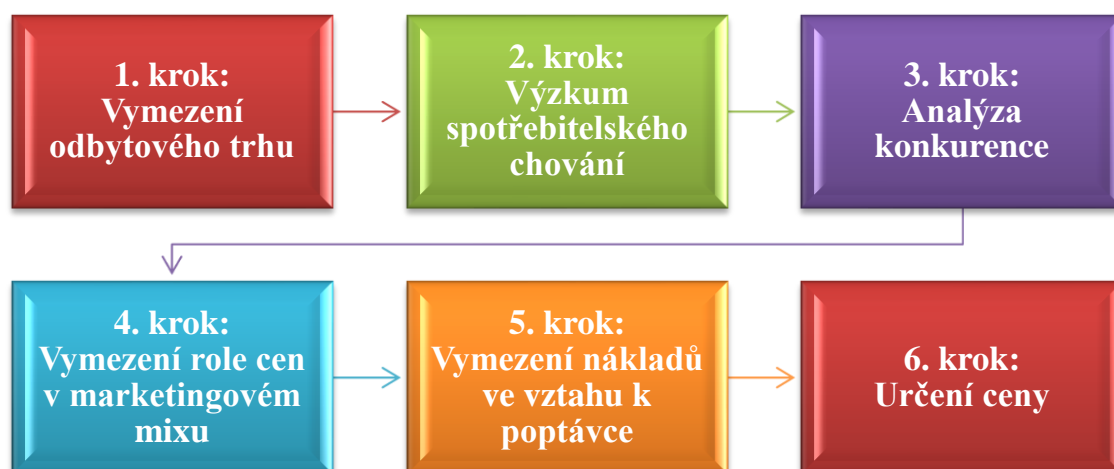 1. krok:
Vymezení
odbytového trhu
2. krok:
Výzkum
spotřebitelského
chování
3. krok:
Analýza
konkurence
4. krok:
Vymezení role cen
v marketingovém
mixu
5. krok:
Vymezení nákladů
ve vztahu k
poptávce
6. krok:
Určení ceny